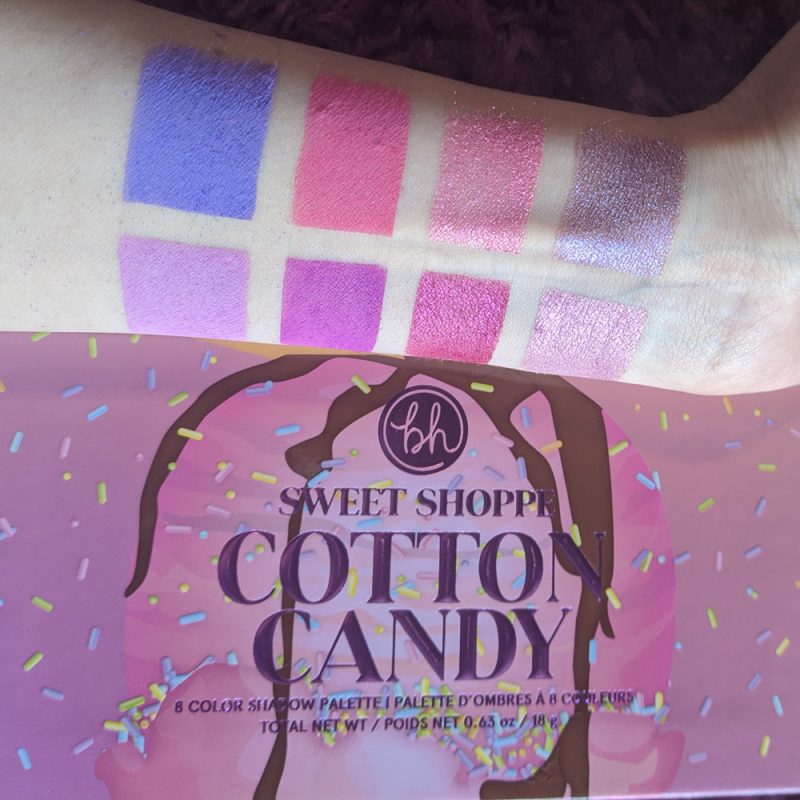 bh
SWEET SHOPPE
COTTON
CANDY
8 COLOR SHADOW PALETTE | PALETTE D'OMBRES À 8 COULEURS
TOTAL NET WT / POIDS NET 0.63 oz / 18 g